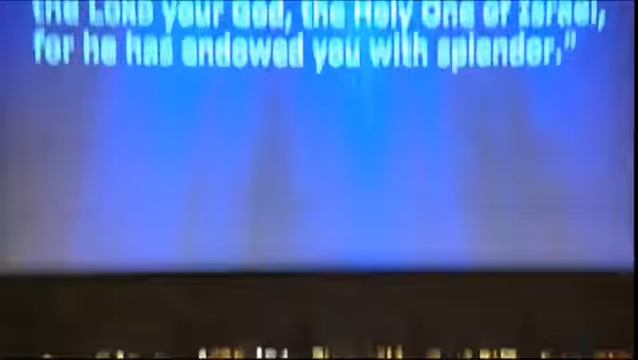 the LORD your God, the Holy One of Israel,
for he has endowed you with splendor."